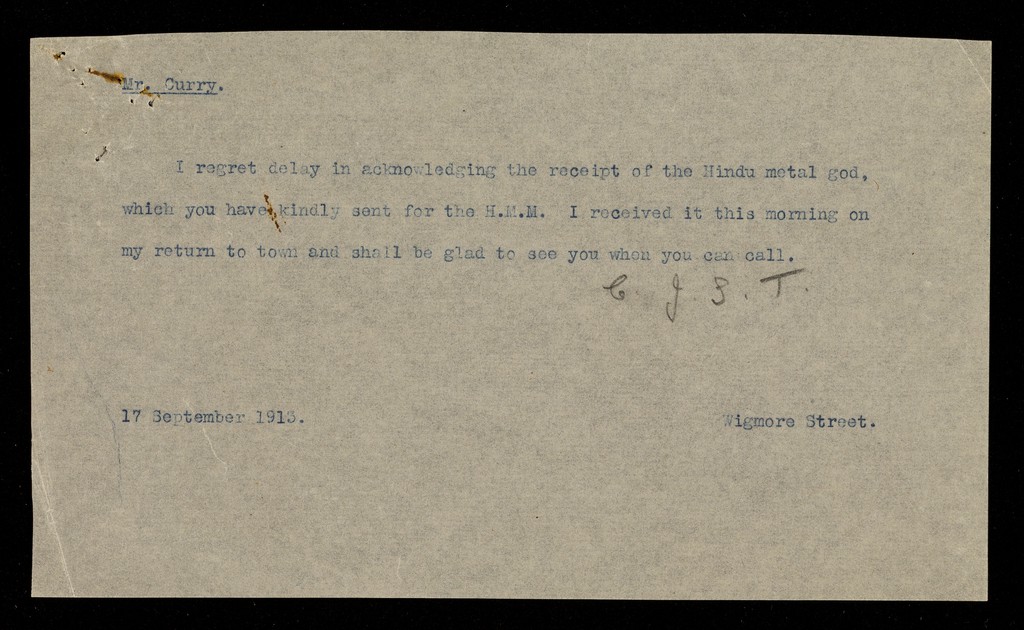 Mr. Curry.
I regret delay in acknowledging the receipt of the Hindu metal god,
which you have kindly sent for the H.M.M. I received it this morning on
my return to town and shall be glad to see you when you can call.
C. J. S. T.
17 September 1913.
Wigmore Street.